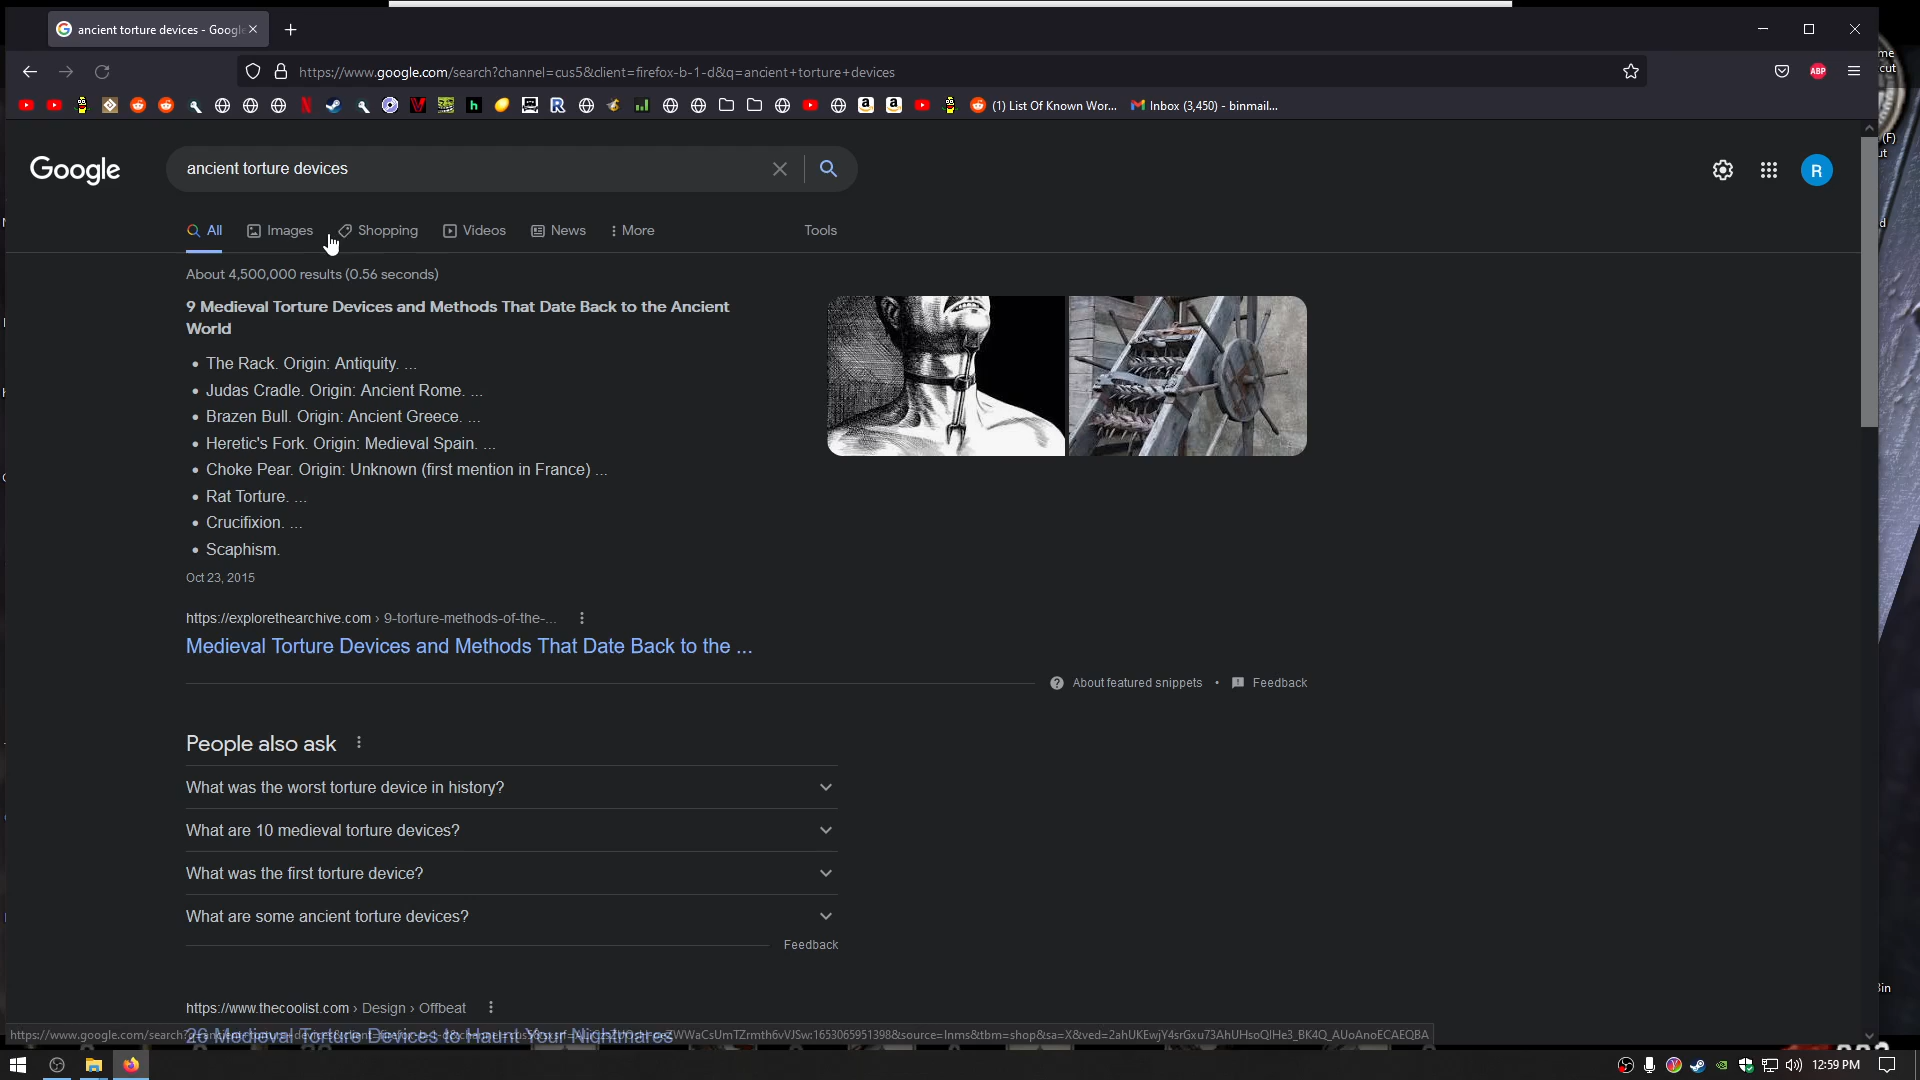 ancient torture devices - Googl
https://www.google.com/search?channel=cus5&client=firefox-b-1-d&q=ancient+torture+devices
ABP
(1) List Of Known Wor...
Inbox (3,450) - binmail...
Google
ancient torture devices
R
All
Images
Shopping
Videos
News
More
Tools
About 4,500,000 results (0.56 seconds)
9 Medieval Torture Devices and Methods That Date Back to the Ancient
World
• The Rack. Origin: Antiquity. ...
• Judas Cradle. Origin: Ancient Rome. ...
• Brazen Bull. Origin: Ancient Greece. ...
• Heretic's Fork. Origin: Medieval Spain. ...
• Choke Pear. Origin: Unknown (first mention in France) ...
• Rat Torture. ...
• Crucifixion. ...
• Scaphism.
Oct 23, 2015
https://explorethearchive.com › 9-torture-methods-of-the-...
Medieval Torture Devices and Methods That Date Back to the ...
About featured snippets
•
Feedback
People also ask
What was the worst torture device in history?
What are 10 medieval torture devices?
What was the first torture device?
What are some ancient torture devices?
Feedback
https://www.thecoolist.com › Design › Offbeat
26 Medieval Torture Devices to Haunt Your Nightmares
12:59 PM